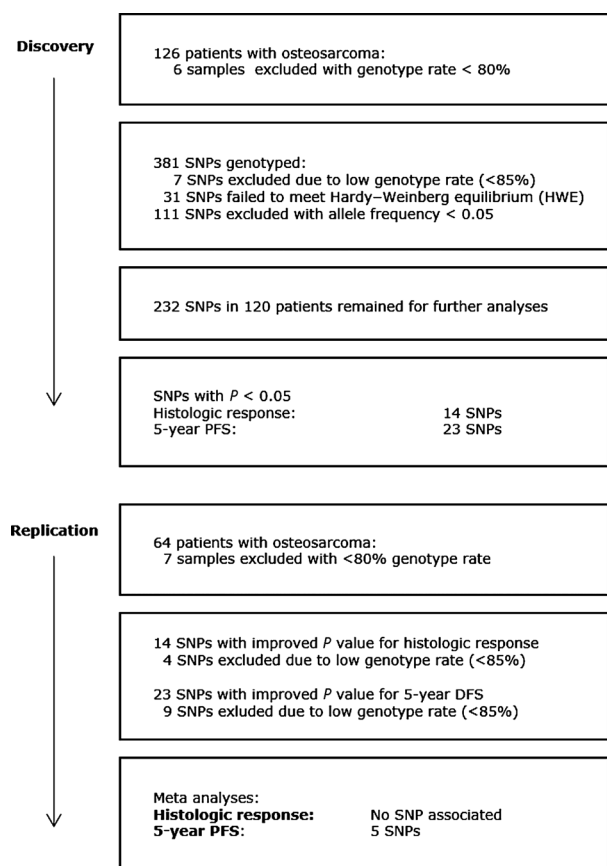 Discovery
126 patients with osteosarcoma:
6 samples excluded with genotype rate < 80%
381 SNPs genotyped:
7 SNPs excluded due to low genotype rate (<85%)
31 SNPs failed to meet Hardy–Weinberg equilibrium (HWE)
111 SNPs excluded with allele frequency < 0.05
232 SNPs in 120 patients remained for further analyses
SNPs with P < 0.05
Histologic response: 14 SNPs
5-year PFS: 23 SNPs
Replication
64 patients with osteosarcoma:
7 samples excluded with <80% genotype rate
14 SNPs with improved P value for histologic response
4 SNPs excluded due to low genotype rate (<85%)
23 SNPs with improved P value for 5-year DFS
9 SNPs exluded due to low genotype rate (<85%)
Meta analyses:
Histologic response: No SNP associated
5-year PFS: 5 SNPs